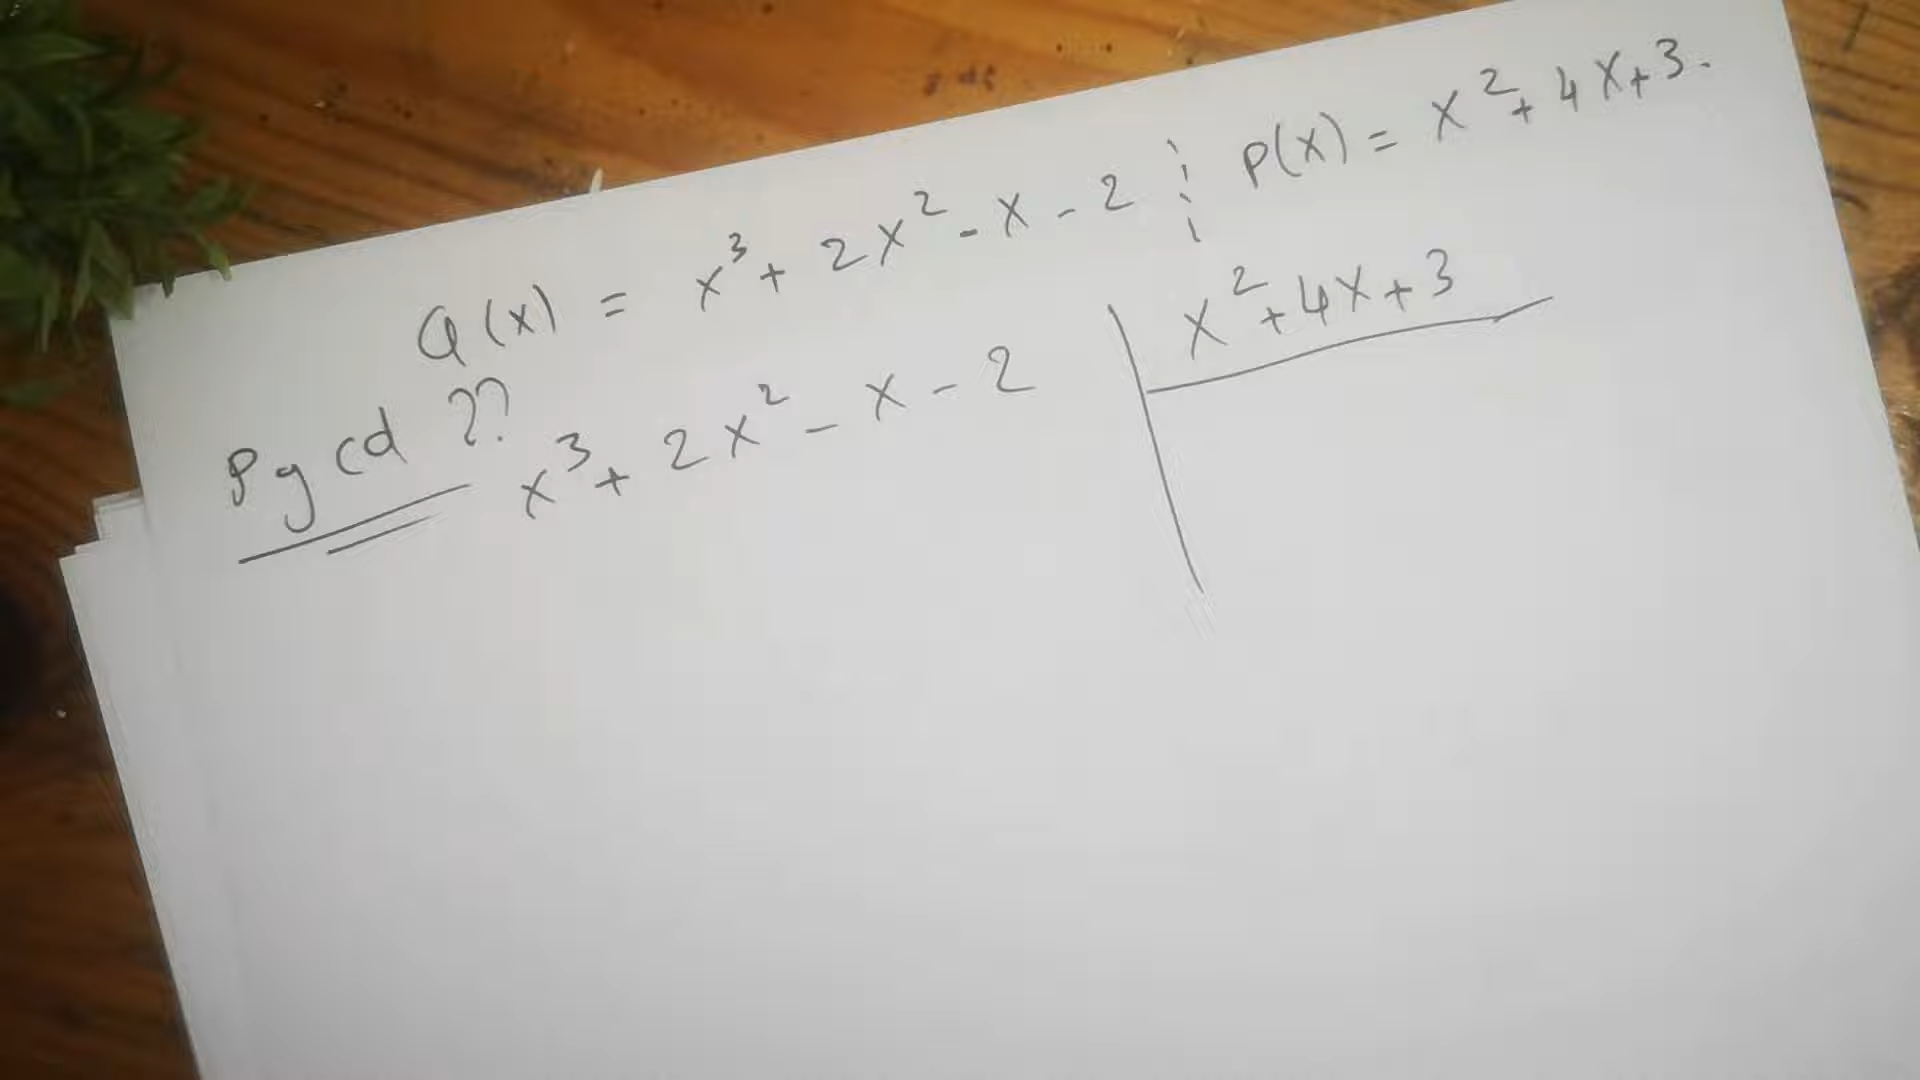 Q(x) = x³ + 2x² - x - 2 ¦ P(x) = x² + 4x + 3.
Pgcd ??
x³ + 2x² - x - 2 | x² + 4x + 3